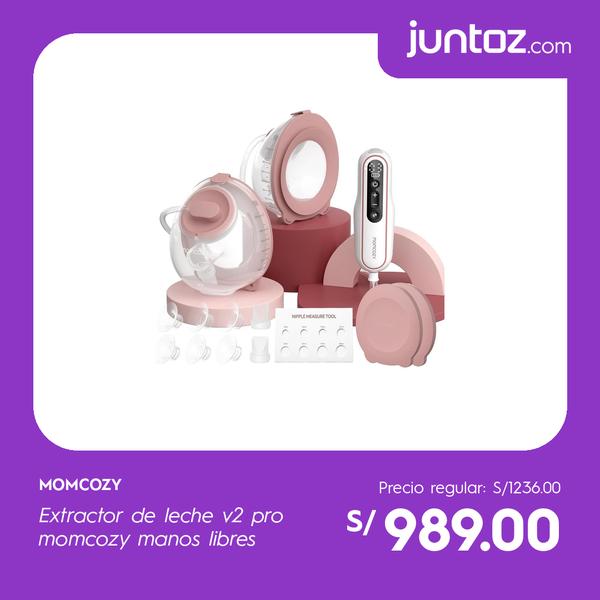 juntoz.com
momcozy
NIPPLE MEASURE TOOL
MOMCOZY
Extractor de leche v2 pro
momcozy manos libres
Precio regular: S/1236.00
S/ 989.00